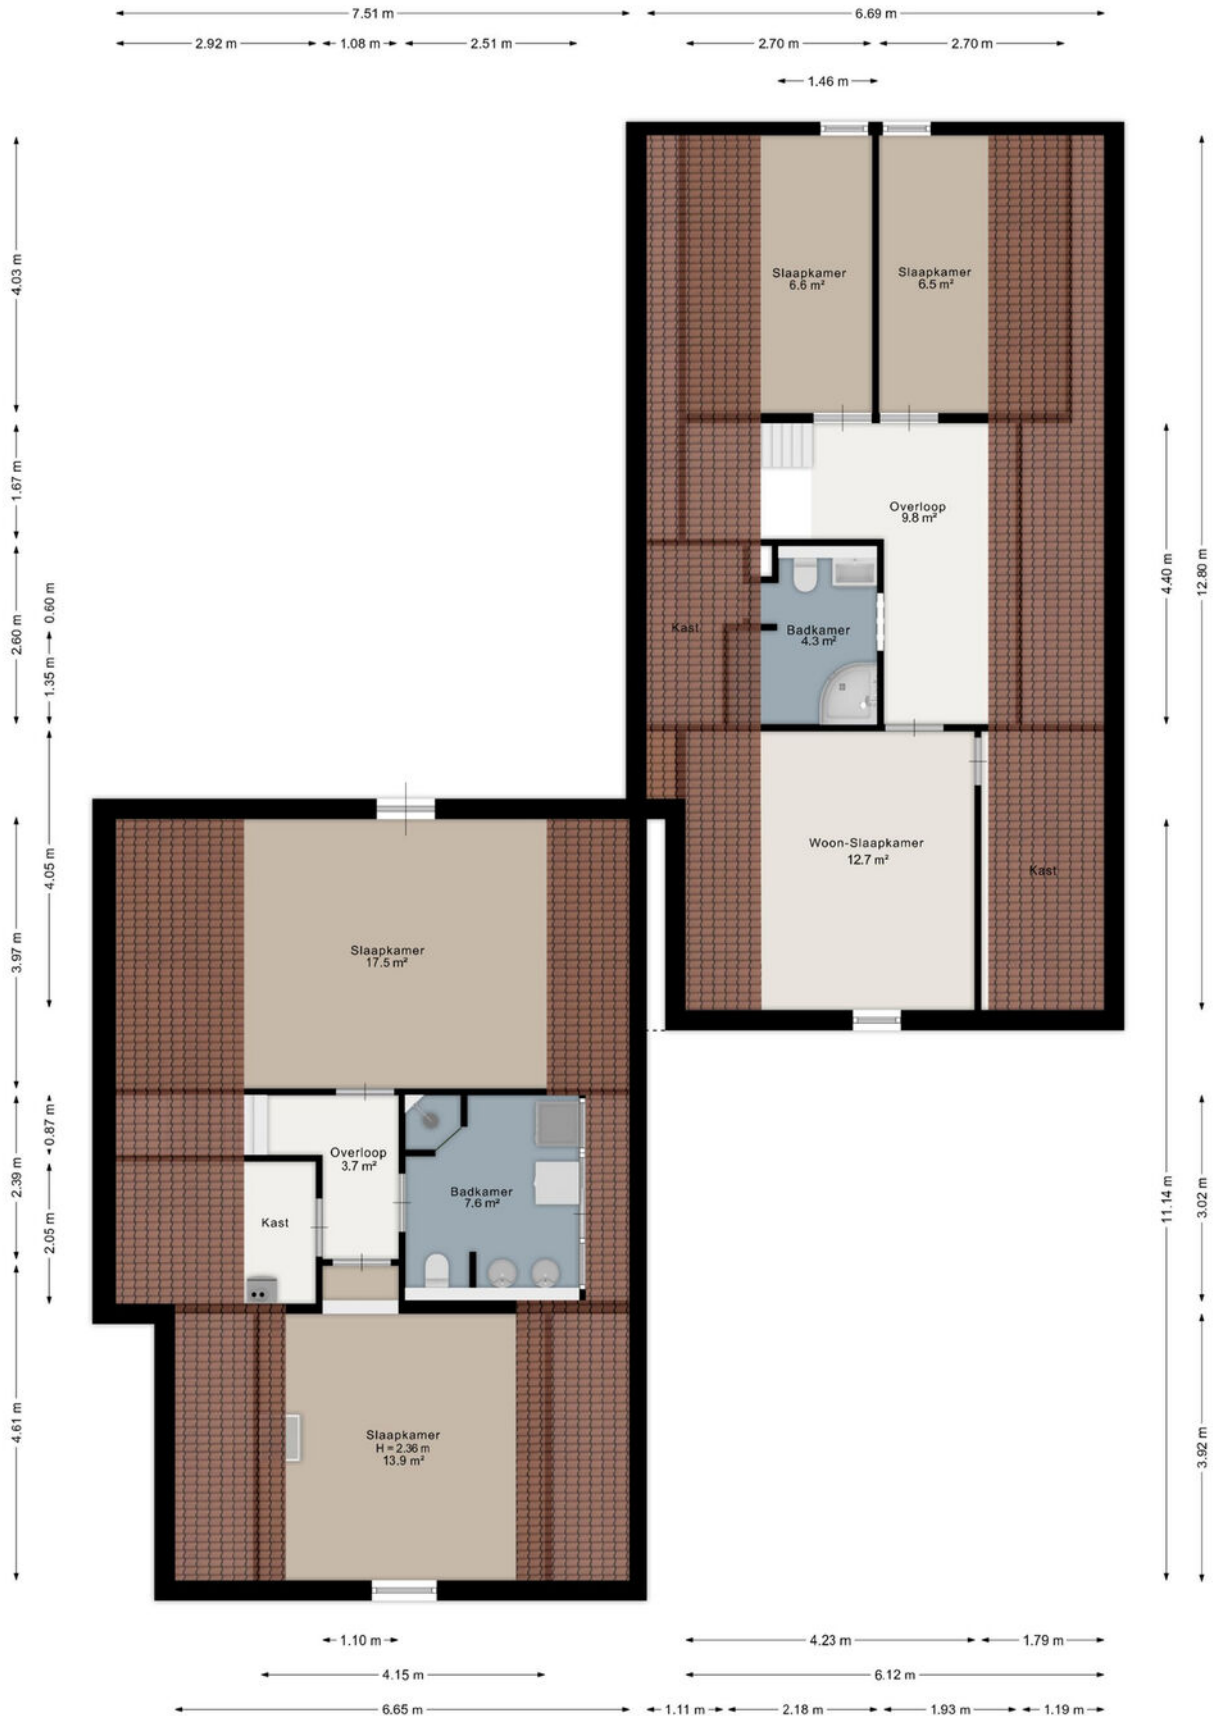 7.51 m
6.69 m
2.92 m
1.08 m
2.51 m
2.70 m
2.70 m
1.46 m
4.03 m
1.67 m
2.60 m
0.60 m
1.35 m
4.05 m
3.97 m
0.87 m
2.39 m
2.05 m
4.61 m
Slaapkamer
6.6 m²
Slaapkamer
6.5 m²
Overloop
9.8 m²
Kast
Badkamer
4.3 m²
Woon-Slaapkamer
12.7 m²
Kast
Slaapkamer
17.5 m²
Overloop
3.7 m²
Badkamer
7.6 m²
Kast
Slaapkamer
H = 2.36 m
13.9 m²
4.40 m
12.80 m
11.14 m
3.02 m
3.92 m
1.10 m
4.23 m
1.79 m
4.15 m
6.12 m
6.65 m
1.11 m
2.18 m
1.93 m
1.19 m